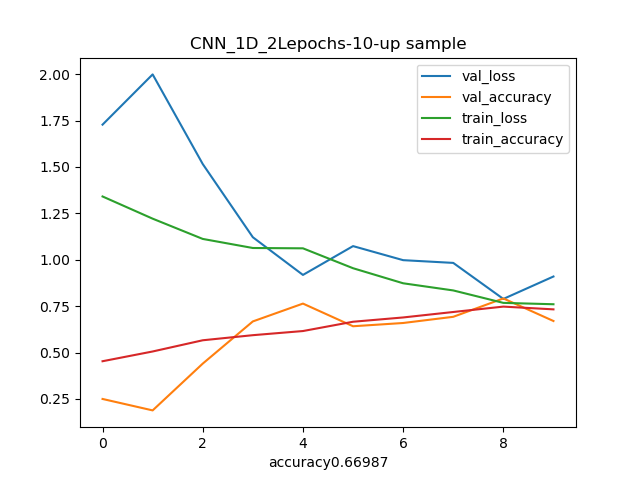 CNN_1D_2Lepochs-10-up sample
val_loss
val_accuracy
train_loss
train_accuracy
2.00
1.75
1.50
1.25
1.00
0.75
0.50
0.25
0 2 4 6 8
accuracy0.66987